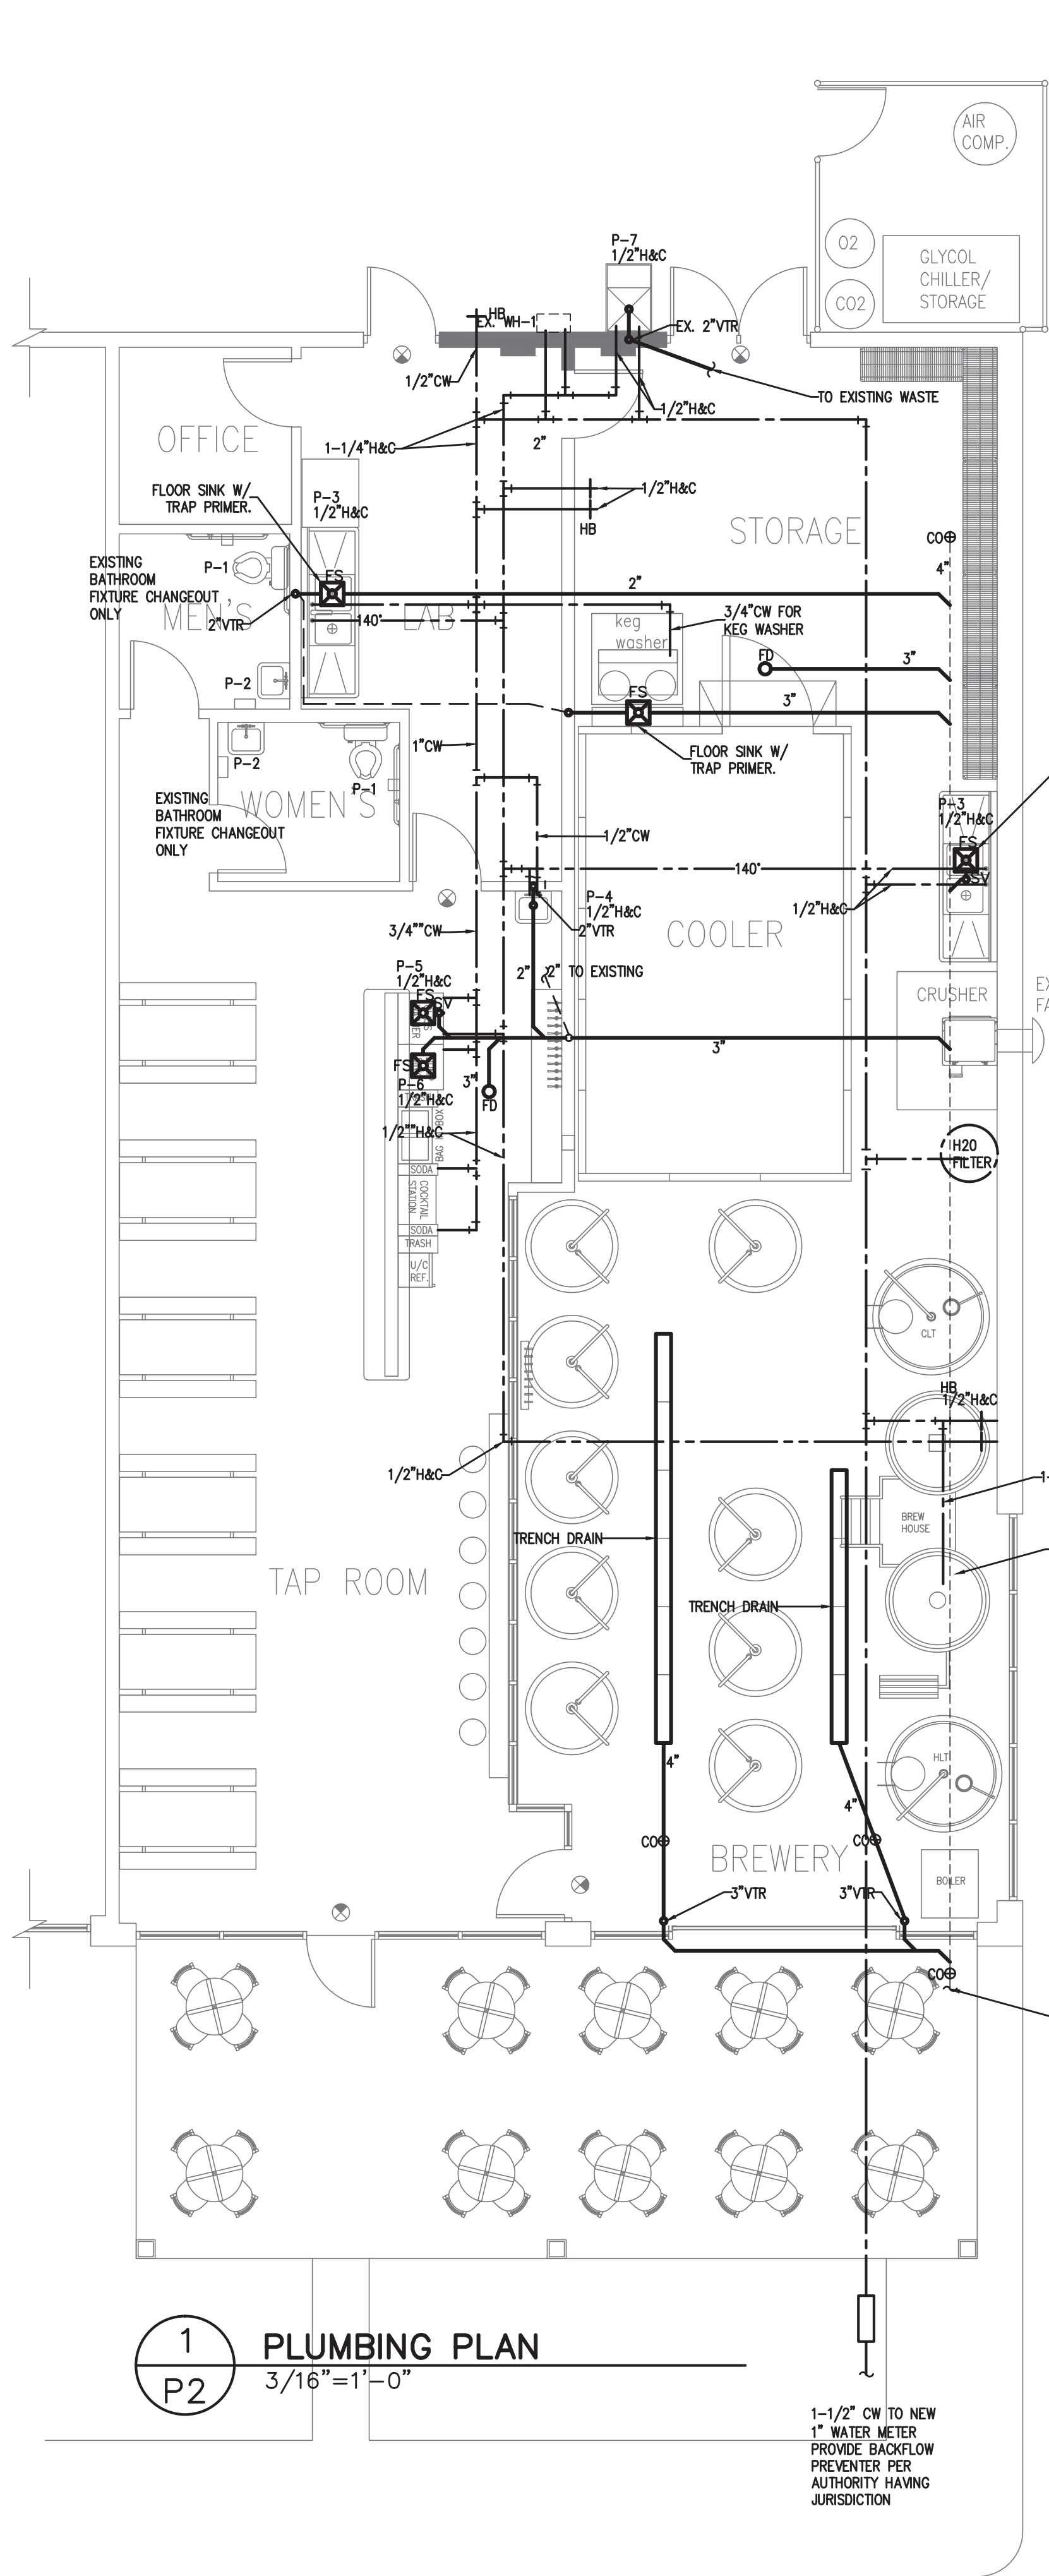 AIR
COMP.
O2
CO2
GLYCOL
CHILLER/
STORAGE
P-7
1/2"H&C
HB
EX. WH-1
EX. 2"VTR
1/2"CW
TO EXISTING WASTE
1/2"H&C
1-1/4"H&C
2"
OFFICE
FLOOR SINK W/
TRAP PRIMER.
P-3
1/2"H&C
1/2"H&C
HB
STORAGE
CO
4"
EXISTING
BATHROOM
FIXTURE CHANGEOUT
ONLY
P-1
FS
2"
MEN'S
2"VTR
140°
LAB
keg
washer
3/4"CW FOR
KEG WASHER
FD
3"
P-2
FS
3"
1"CW
FLOOR SINK W/
TRAP PRIMER.
P-2
P-1
EXISTING
BATHROOM
FIXTURE CHANGEOUT
ONLY
WOMEN'S
P-3
1/2"H&C
FS
SV
1/2"CW
140°
P-4
1/2"H&C
2"VTR
1/2"H&C
3/4""CW
COOLER
P-5
1/2"H&C
FS
SV
2"
2" TO EXISTING
CRUSHER
EX
FA
FS
P-6
1/2"H&C
3"
FD
3"
1/2""H&C
BAG BOX
SODA
COCKTAIL
STATION
SODA
TRASH
U/C
REF.
H20
FILTER
CLT
HB
1/2"H&C
1/2"H&C
1-
BREW
HOUSE
TRENCH DRAIN
TAP ROOM
TRENCH DRAIN
HLT
4"
4"
CO
CO
BREWERY
BOILER
3"VTR
3"VTR
CO
1
P2
PLUMBING PLAN
3/16"=1'-0"
1-1/2" CW TO NEW
1" WATER METER
PROVIDE BACKFLOW
PREVENTER PER
AUTHORITY HAVING
JURISDICTION